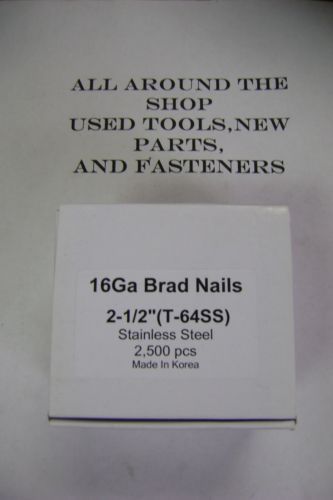 ALL AROUND THE
SHOP
USED TOOLS,NEW
PARTS,
AND FASTENERS
16Ga Brad Nails
2-1/2"(T-64SS)
Stainless Steel
2,500 pcs
Made In Korea